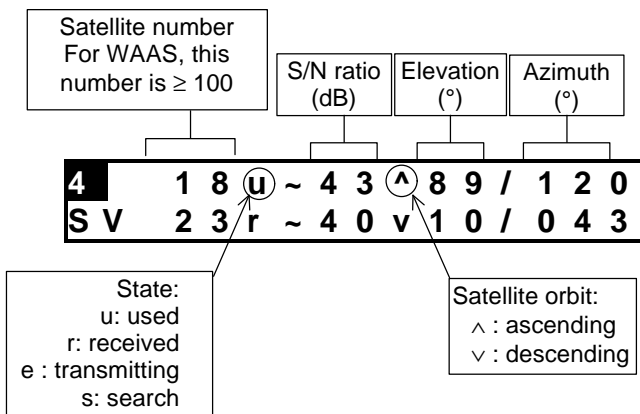 Satellite number
For WAAS, this
number is ≥ 100
S/N ratio
(dB)
Elevation
(°)
Azimuth
(°)
4 18u~43^89/120
SV 23r~40v10/043
State:
u: used
r: received
e : transmitting
s: search
Satellite orbit:
^ : ascending
v : descending